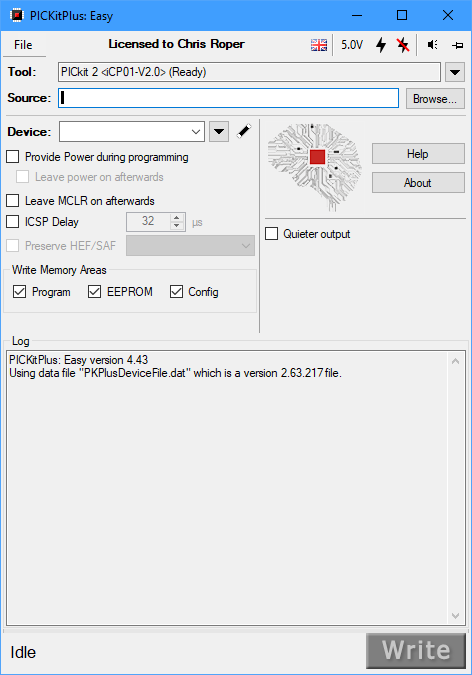 PICKitPlus: Easy
File
Licensed to Chris Roper
5.0V
Tool:
PICkit 2 <iCP01-V2.0> (Ready)
Source:
Browse...
Device:
Provide Power during programming
Leave power on afterwards
Help
About
Leave MCLR on afterwards
ICSP Delay
32
µs
Quieter output
Preserve HEF/SAF
Write Memory Areas
Program
EEPROM
Config
Log
PICKitPlus: Easy version 4.43
Using data file "PKPlusDeviceFile.dat" which is a version 2.63.217 file.
Idle
Write